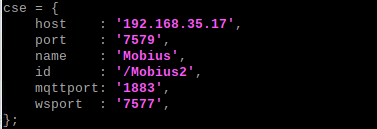 cse = {
    host    : '192.168.35.17',
    port    : '7579',
    name    : 'Mobius',
    id      : '/Mobius2',
    mqttport: '1883',
    wsport  : '7577',
};